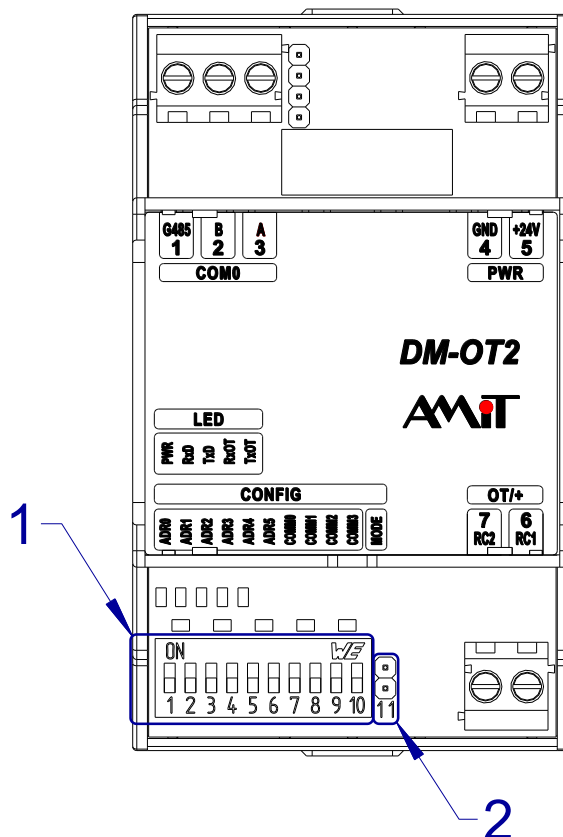 G485 B A GND +24V
1 2 3 4 5
COM0 PWR
DM-OT2
AMiT
LED
PWR RxD TxD RxOT TxOT
CONFIG OT/+
ADR0 ADR1 ADR2 ADR3 ADR4 ADR5 COMM0 COMM1 COMM2 COMM3 MODE
7 6
RC2 RC1
1
ON WE
1 2 3 4 5 6 7 8 9 10 11
2